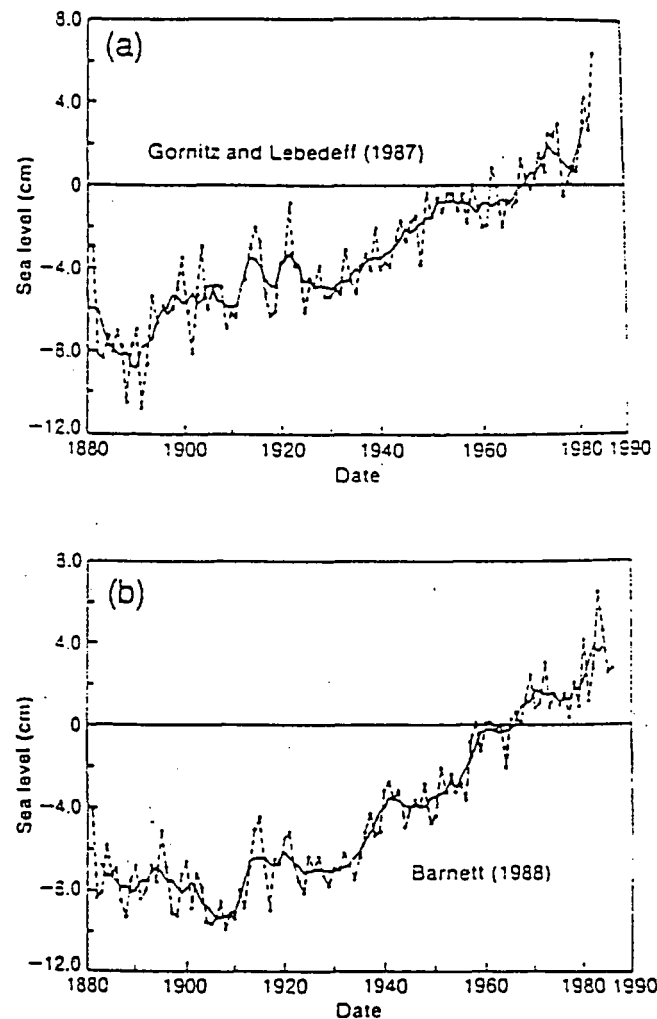 (a)
8.0
4.0
0
−4.0
−8.0
−12.0
Sea level (cm)
Gornitz and Lebedeff (1987)
1880 1900 1920 1940 1960 1980 1990
Date
(b)
8.0
4.0
0
−4.0
−8.0
−12.0
Sea level (cm)
Barnett (1988)
1880 1900 1920 1940 1960 1980 1990
Date